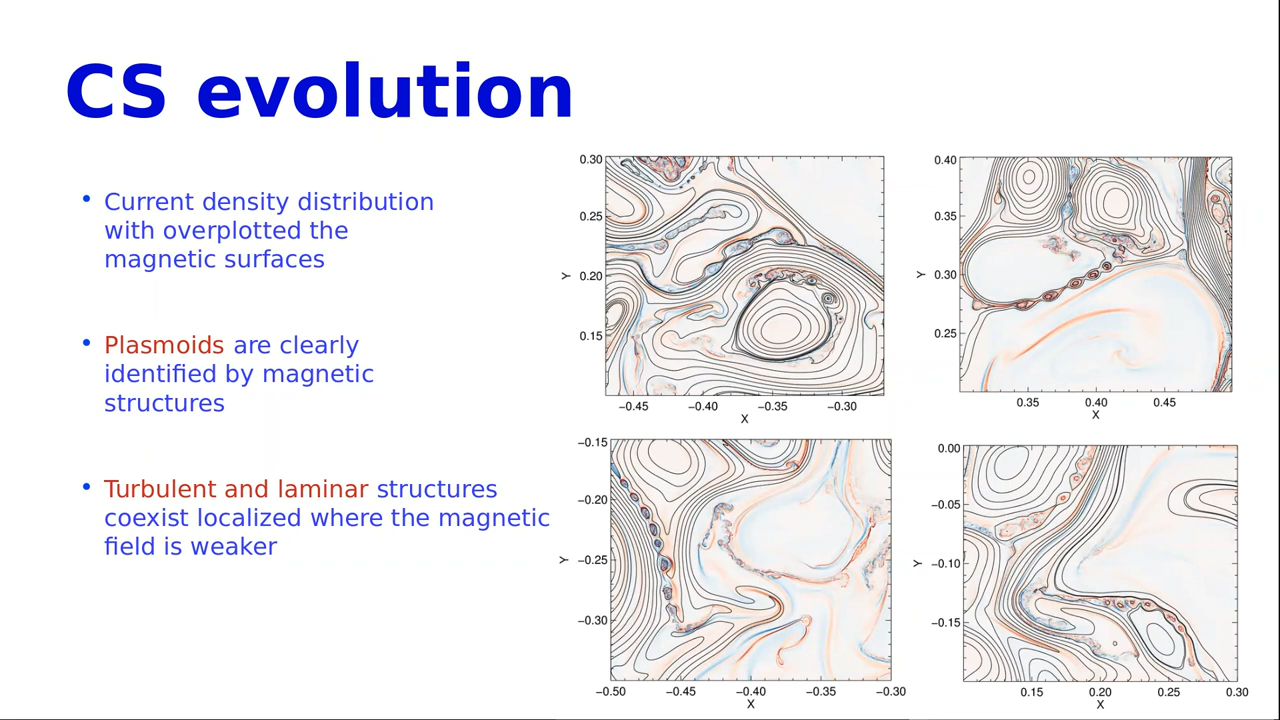 CS evolution
• Current density distribution
with overplotted the
magnetic surfaces
• Plasmoids are clearly
identified by magnetic
structures
• Turbulent and laminar structures
coexist localized where the magnetic
field is weaker
0.30
0.25
Y 0.20
0.15
−0.45 −0.40 −0.35 −0.30
X
0.40
0.35
Y 0.30
0.25
0.35 0.40 0.45
X
−0.15
−0.20
Y −0.25
−0.30
−0.50 −0.45 −0.40 −0.35 −0.30
X
0.00
−0.05
Y −0.10
−0.15
0.15 0.20 0.25 0.30
X